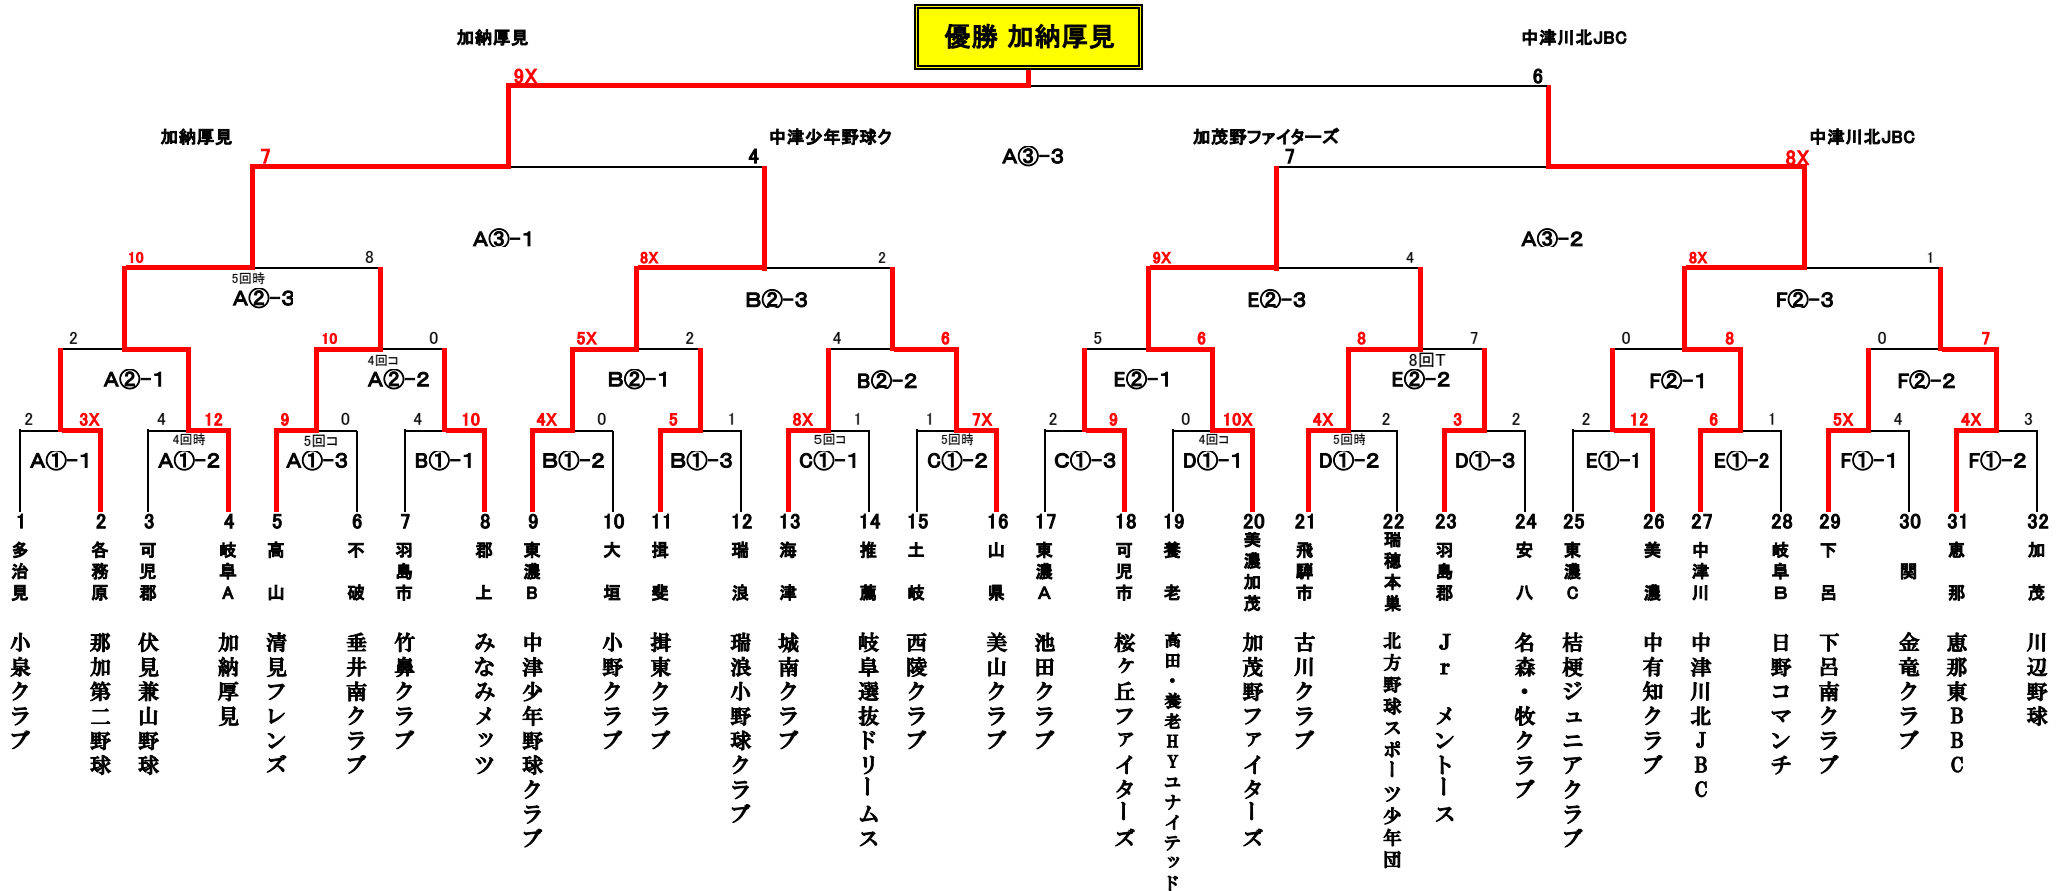 優勝 加納厚見
加納厚見
中津川北JBC
9X
6
加納厚見
中津少年野球ク
加茂野ファイターズ
中津川北JBC
7
4
A③-3
7
8X
A③-1
A③-2
10
8
8X
2
9X
4
8X
1
5回時
A②-3
B②-3
E②-3
F②-3
2
10
0
5X
2
4
6
5
6
8
7
0
8
0
7
4回コ
8回T
A②-1
A②-2
B②-1
B②-2
E②-1
E②-2
F②-1
F②-2
2
3X
4
12
9
0
4
10
4X
0
5
1
8X
1
1
7X
2
9
0
10X
4X
2
3
2
2
12
6
1
5X
4
4X
3
4回時
5回コ
5回コ
5回時
4回コ
5回時
A①-1
A①-2
A①-3
B①-1
B①-2
B①-3
C①-1
C①-2
C①-3
D①-1
D①-2
D①-3
E①-1
E①-2
F①-1
F①-2
1
2
3
4
5
6
7
8
9
10
11
12
13
14
15
16
17
18
19
20
21
22
23
24
25
26
27
28
29
30
31
32
多治見
各務原
可児郡
岐阜A
高山
不破
羽島市
郡上
東濃B
大垣
揖斐
瑞浪
海津
推薦
土岐
山県
東濃A
可児市
養老
美濃加茂
飛騨市
瑞穂本巣
羽島郡
安八
東濃C
美濃
中津川
岐阜B
下呂
関
恵那
加茂
小泉クラブ
那加第二野球
伏見兼山野球
加納厚見
清見フレンズ
垂井南クラブ
竹鼻クラブ
みなみメッツ
中津少年野球クラブ
小野クラブ
揖東クラブ
瑞浪小野球クラブ
城南クラブ
岐阜選抜ドリームス
西陵クラブ
美山クラブ
池田クラブ
桜ヶ丘ファイターズ
高田・養老HYユナイテッド
加茂野ファイターズ
古川クラブ
北方野球スポーツ少年団
Jr メントース
名森・牧クラブ
桔梗ジュニアクラブ
中有知クラブ
中津川北JBC
日野コマンチ
下呂南クラブ
金竜クラブ
恵那東BBC
川辺野球